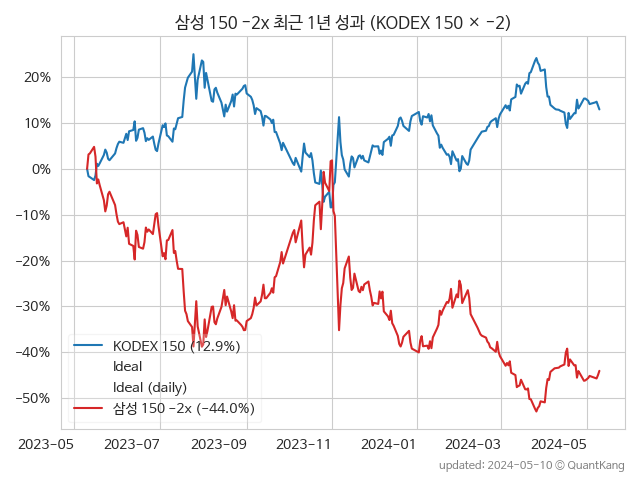 삼성 150 −2x 최근 1년 성과 (KODEX 150 × −2)
20%
10%
0%
−10%
−20%
−30%
−40%
−50%
KODEX 150 (12.9%)
Ideal
Ideal (daily)
삼성 150 −2x (−44.0%)
2023-05 2023-07 2023-09 2023-11 2024-01 2024-03 2024-05
updated: 2024-05-10 ⓒ QuantKang